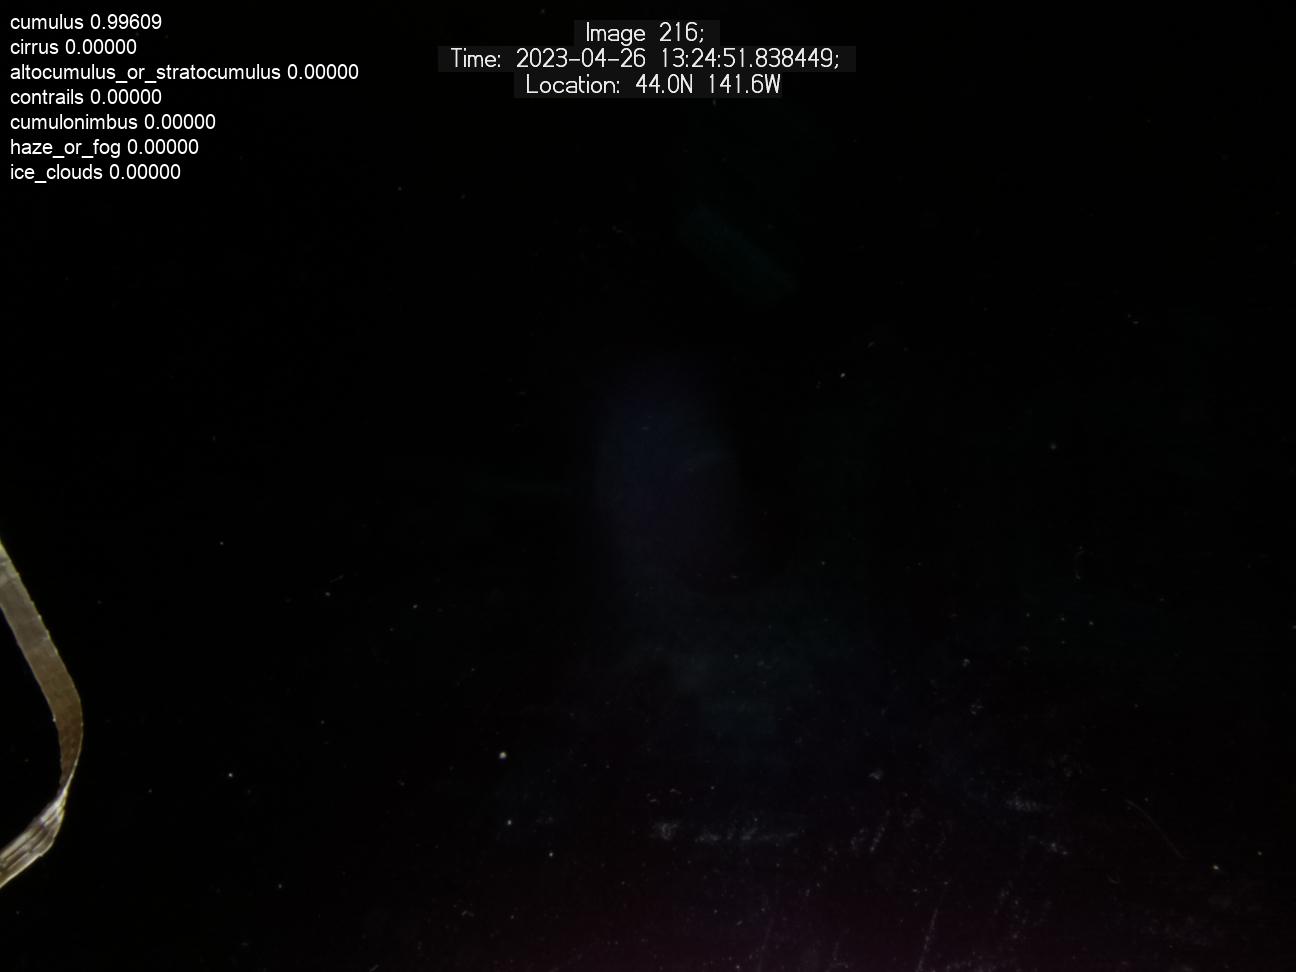 cumulus 0.99609
cirrus 0.00000
altocumulus_or_stratocumulus 0.00000
contrails 0.00000
cumulonimbus 0.00000
haze_or_fog 0.00000
ice_clouds 0.00000
Image 216;
Time: 2023-04-26 13:24:51.838449;
Location: 44.0N 141.6W